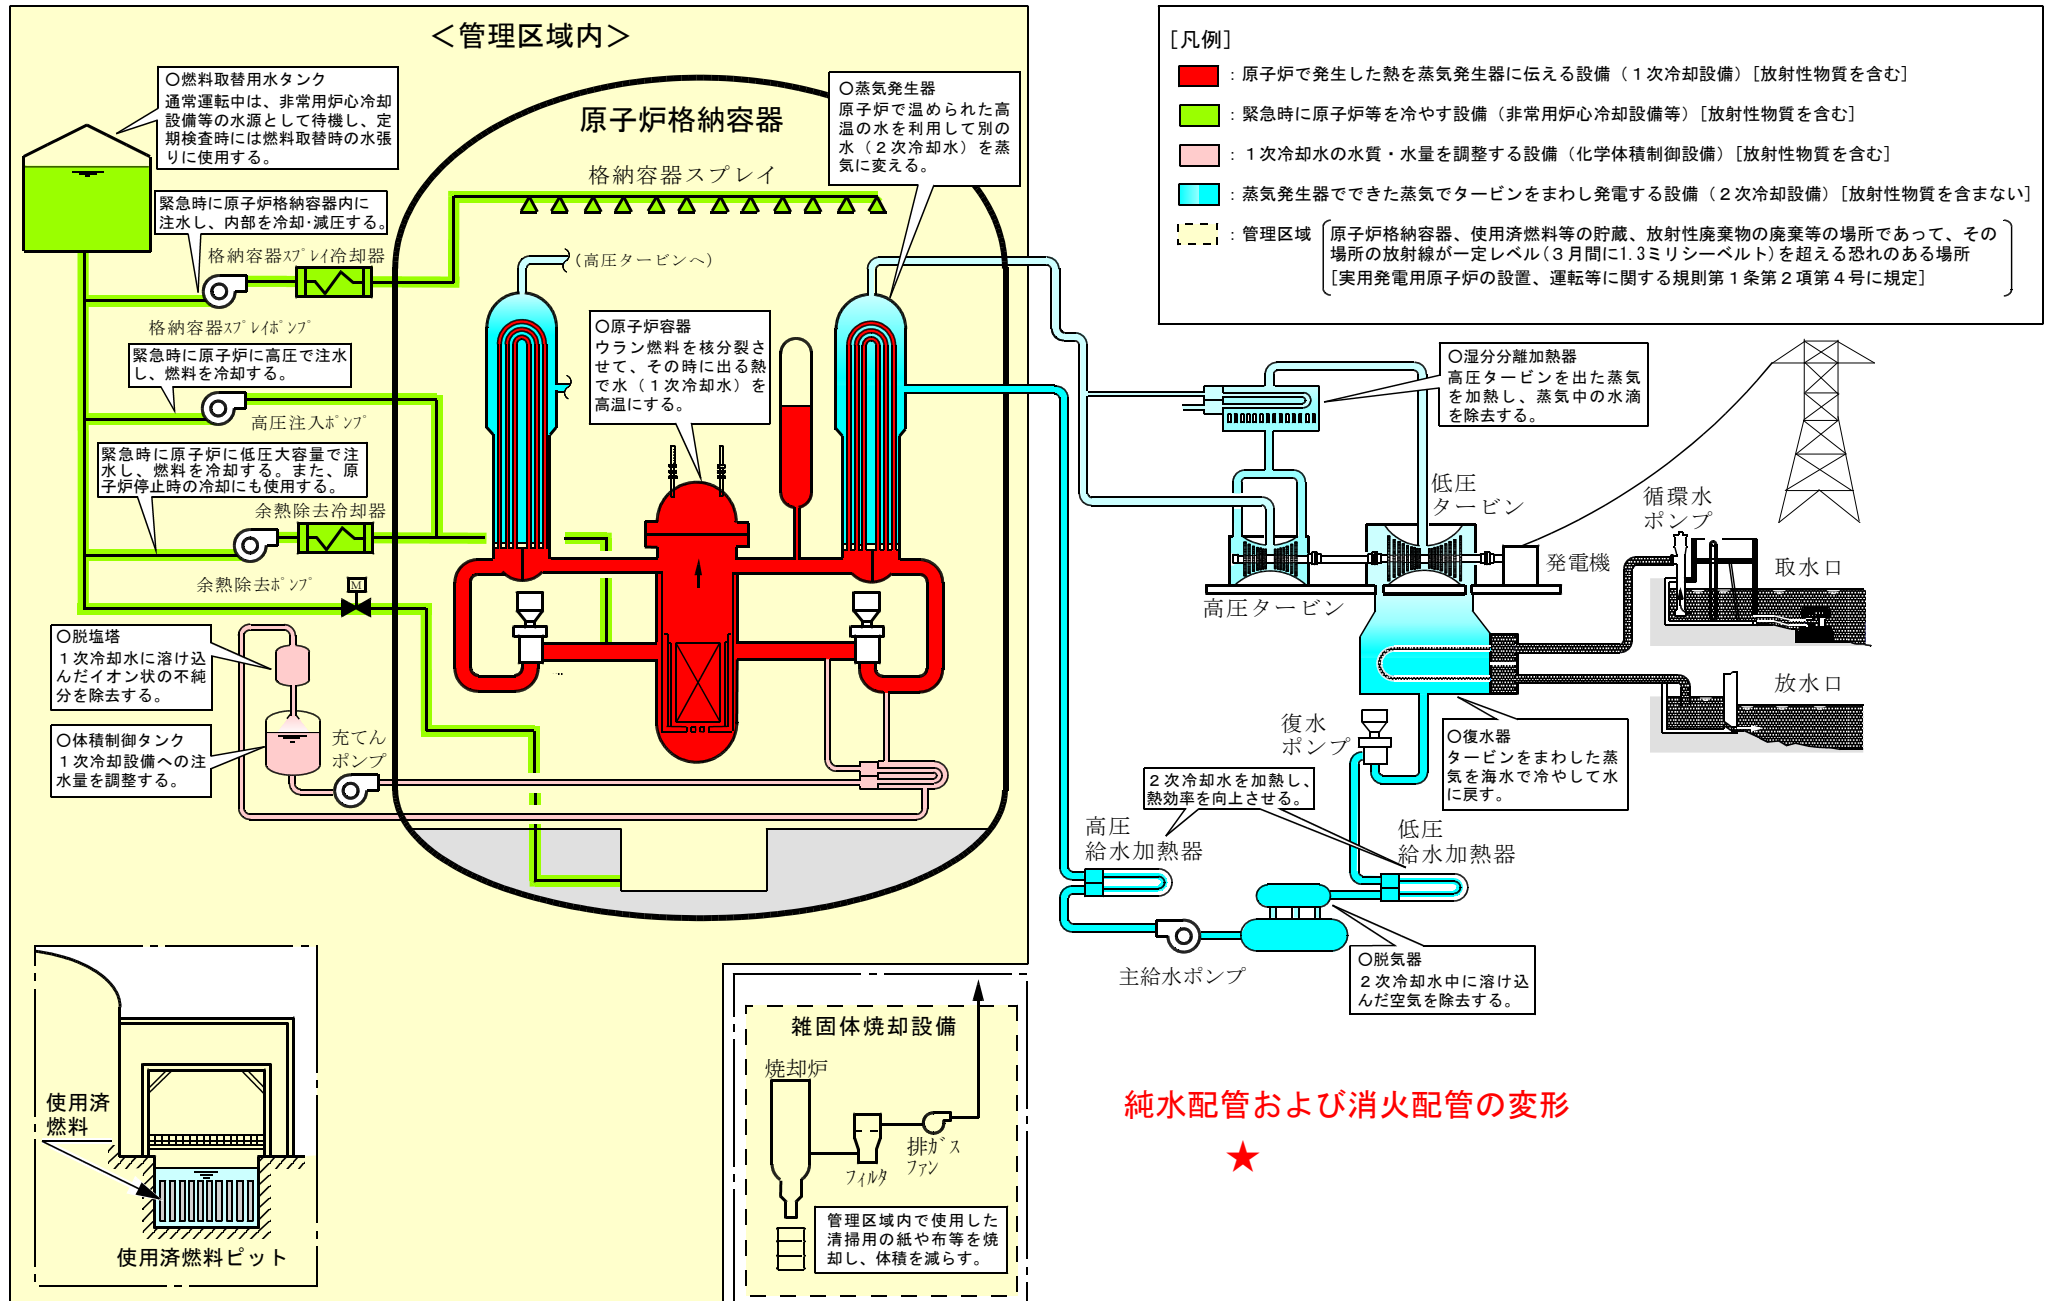 ＜管理区域内＞
○燃料取替用水タンク
通常運転中は、非常用炉心冷却
設備等の水源として待機し、定
期検査時には燃料取替時の水張
りに使用する。
原子炉格納容器
○蒸気発生器
原子炉で温められた高
温の水を利用して別の
水（２次冷却水）を蒸
気に変える。
格納容器スプレイ
緊急時に原子炉格納容器内に
注水し、内部を冷却･減圧する。
格納容器ｽﾌﾟﾚｲ冷却器
(高圧タービンへ)
格納容器ｽﾌﾟﾚｲﾎﾟﾝﾌﾟ
○原子炉容器
ウラン燃料を核分裂さ
せて、その時に出る熱
で水（１次冷却水）を
高温にする。
緊急時に原子炉に高圧で注水
し、燃料を冷却する。
高圧注入ﾎﾟﾝﾌﾟ
緊急時に原子炉に低圧大容量で注
水し、燃料を冷却する。また、原
子炉停止時の冷却にも使用する。
余熱除去冷却器
余熱除去ﾎﾟﾝﾌﾟ
M
○脱塩塔
１次冷却水に溶け込
んだイオン状の不純
分を除去する。
○体積制御タンク
１次冷却設備への注
水量を調整する。
充てん
ポンプ
使用済
燃料
使用済燃料ピット
雑固体焼却設備
焼却炉
フィルタ
排ガス
ファン
管理区域内で使用した
清掃用の紙や布等を焼
却し、体積を減らす。
[凡例]
：原子炉で発生した熱を蒸気発生器に伝える設備（１次冷却設備）[放射性物質を含む]
：緊急時に原子炉等を冷やす設備（非常用炉心冷却設備等）[放射性物質を含む]
：１次冷却水の水質・水量を調整する設備（化学体積制御設備）[放射性物質を含む]
：蒸気発生器でできた蒸気でタービンをまわし発電する設備（２次冷却設備）[放射性物質を含まない]
：管理区域 原子炉格納容器、使用済燃料等の貯蔵、放射性廃棄物の廃棄等の場所であって、その
場所の放射線が一定レベル(３月間に1.3ミリシーベルト)を超える恐れのある場所
[実用発電用原子炉の設置、運転等に関する規則第１条第２項第４号に規定]
○湿分分離加熱器
高圧タービンを出た蒸気
を加熱し、蒸気中の水滴
を除去する。
低圧
タービン
循環水
ポンプ
発電機
取水口
高圧タービン
放水口
復水
ポンプ
○復水器
タービンをまわした蒸
気を海水で冷やして水
に戻す。
２次冷却水を加熱し、
熱効率を向上させる。
高圧
給水加熱器
低圧
給水加熱器
主給水ポンプ
○脱気器
２次冷却水中に溶け込
んだ空気を除去する。
純水配管および消火配管の変形
★